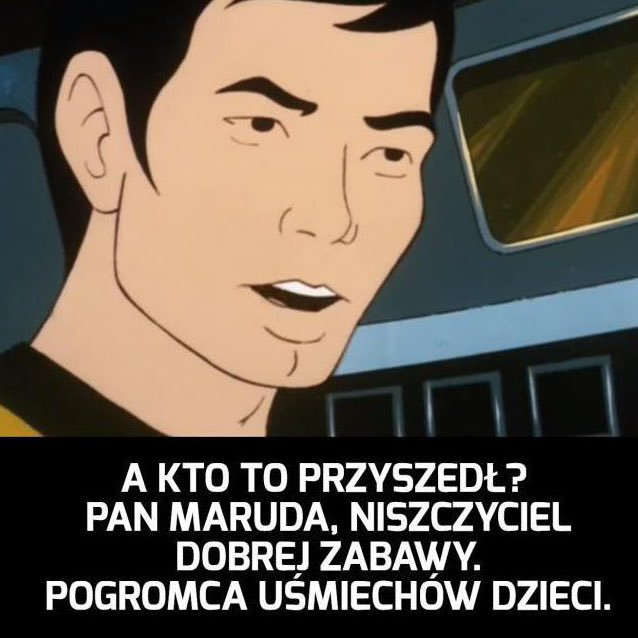 A KTO TO PRZYSZEDŁ?
PAN MARUDA, NISZCZYCIEL
DOBREJ ZABAWY.
POGROMCA UŚMIECHÓW DZIECI.